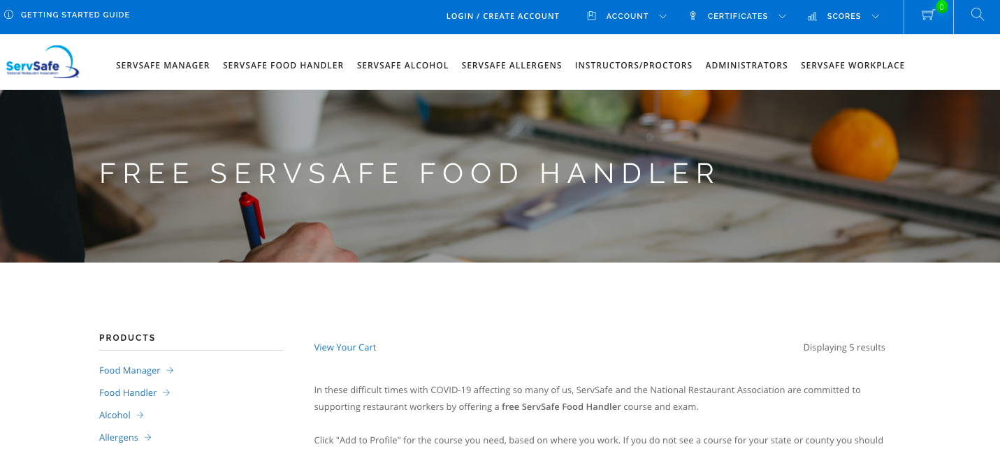 GETTING STARTED GUIDE
LOGIN / CREATE ACCOUNT ACCOUNT CERTIFICATES SCORES 0
ServSafe
National Restaurant Association
SERVSAFE MANAGER SERVSAFE FOOD HANDLER SERVSAFE ALCOHOL SERVSAFE ALLERGENS INSTRUCTORS/PROCTORS ADMINISTRATORS SERVSAFE WORKPLACE
FREE SERVSAFE FOOD HANDLER
PRODUCTS
Food Manager
Food Handler
Alcohol
Allergens
View Your Cart
Displaying 5 results
In these difficult times with COVID-19 affecting so many of us, ServSafe and the National Restaurant Association are committed to
supporting restaurant workers by offering a free ServSafe Food Handler course and exam.
Click "Add to Profile" for the course you need, based on where you work. If you do not see a course for your state or county you should